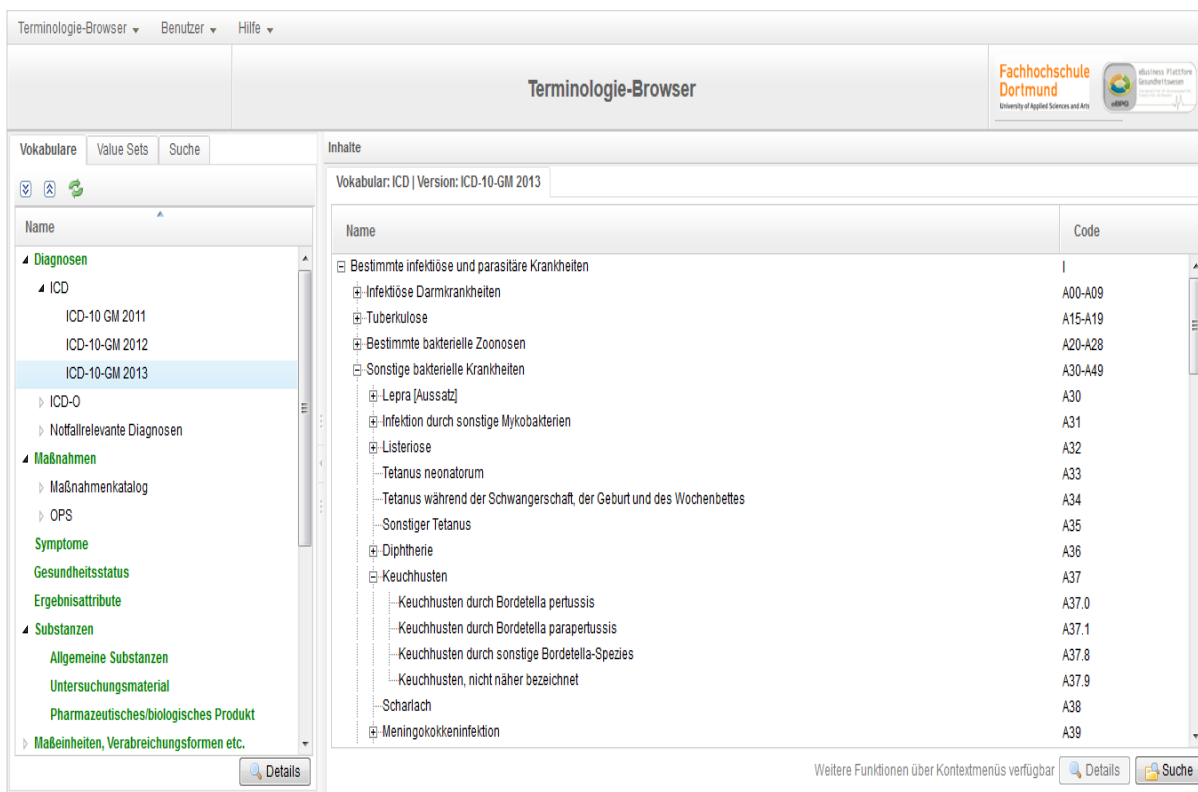 Terminologie-Browser Benutzer Hilfe
Terminologie-Browser
Fachhochschule
Dortmund
University of Applied Sciences and Arts
eBPG
eBusiness Plattform
Gesundheitswesen
Vokabulare Value Sets Suche
Name
Diagnosen
ICD
ICD-10 GM 2011
ICD-10-GM 2012
ICD-10-GM 2013
ICD-O
Notfallrelevante Diagnosen
Maßnahmen
Maßnahmenkatalog
OPS
Symptome
Gesundheitsstatus
Ergebnisattribute
Substanzen
Allgemeine Substanzen
Untersuchungsmaterial
Pharmazeutisches/biologisches Produkt
Maßeinheiten, Verabreichungsformen etc.
Details
Inhalte
Vokabular: ICD | Version: ICD-10-GM 2013
Name Code
Bestimmte infektiöse und parasitäre Krankheiten I
Infektiöse Darmkrankheiten A00-A09
Tuberkulose A15-A19
Bestimmte bakterielle Zoonosen A20-A28
Sonstige bakterielle Krankheiten A30-A49
Lepra [Aussatz] A30
Infektion durch sonstige Mykobakterien A31
Listeriose A32
Tetanus neonatorum A33
Tetanus während der Schwangerschaft, der Geburt und des Wochenbettes A34
Sonstiger Tetanus A35
Diphtherie A36
Keuchhusten A37
Keuchhusten durch Bordetella pertussis A37.0
Keuchhusten durch Bordetella parapertussis A37.1
Keuchhusten durch sonstige Bordetella-Spezies A37.8
Keuchhusten, nicht näher bezeichnet A37.9
Scharlach A38
Meningokokkeninfektion A39
Weitere Funktionen über Kontextmenüs verfügbar Details Suche